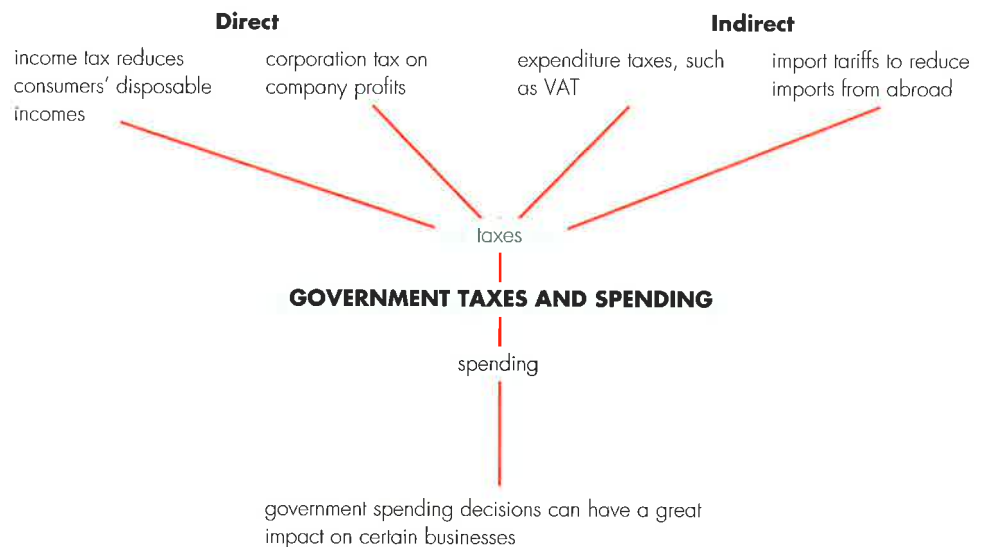 Direct
Indirect
income tax reduces
consumers' disposable
incomes
corporation tax on
company profits
expenditure taxes, such
as VAT
import tariffs to reduce
imports from abroad
taxes
GOVERNMENT TAXES AND SPENDING
spending
government spending decisions can have a great
impact on certain businesses